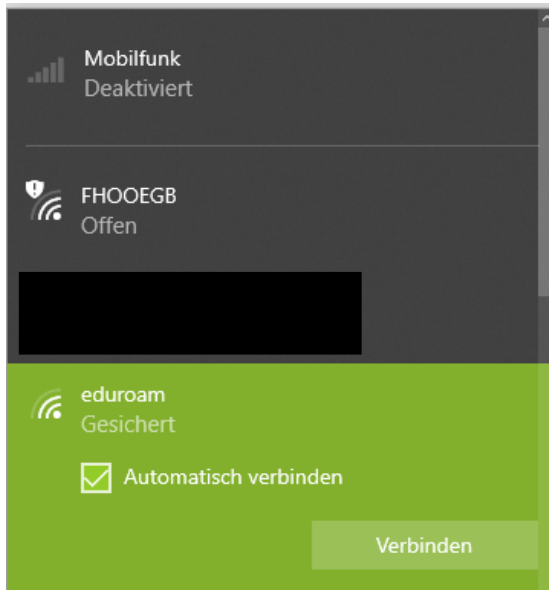 Mobilfunk
Deaktiviert
FHOOEGB
Offen
eduroam
Gesichert
Automatisch verbinden
Verbinden